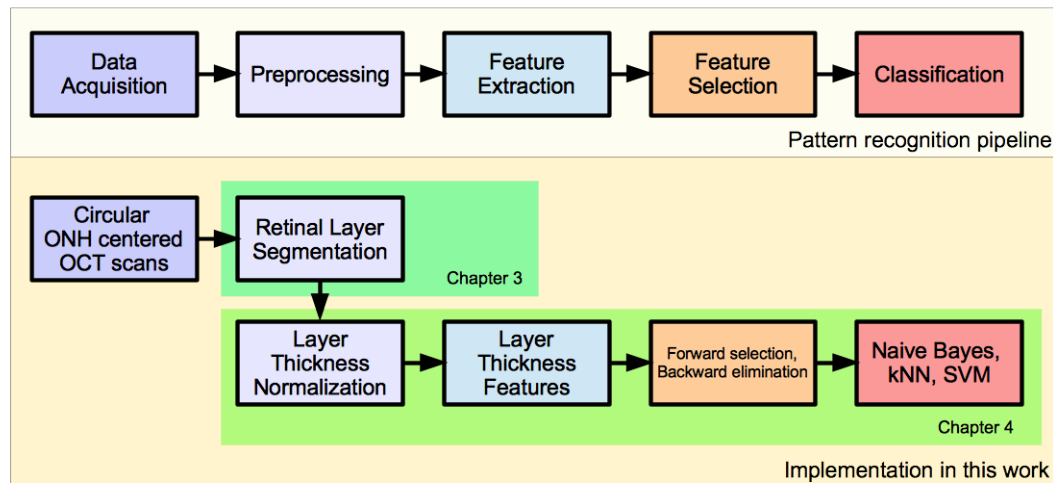 Data
Acquisition
Preprocessing
Feature
Extraction
Feature
Selection
Classification
Pattern recognition pipeline
Circular
ONH centered
OCT scans
Retinal Layer
Segmentation
Chapter 3
Layer
Thickness
Normalization
Layer
Thickness
Features
Forward selection,
Backward elimination
Naive Bayes,
kNN, SVM
Chapter 4
Implementation in this work